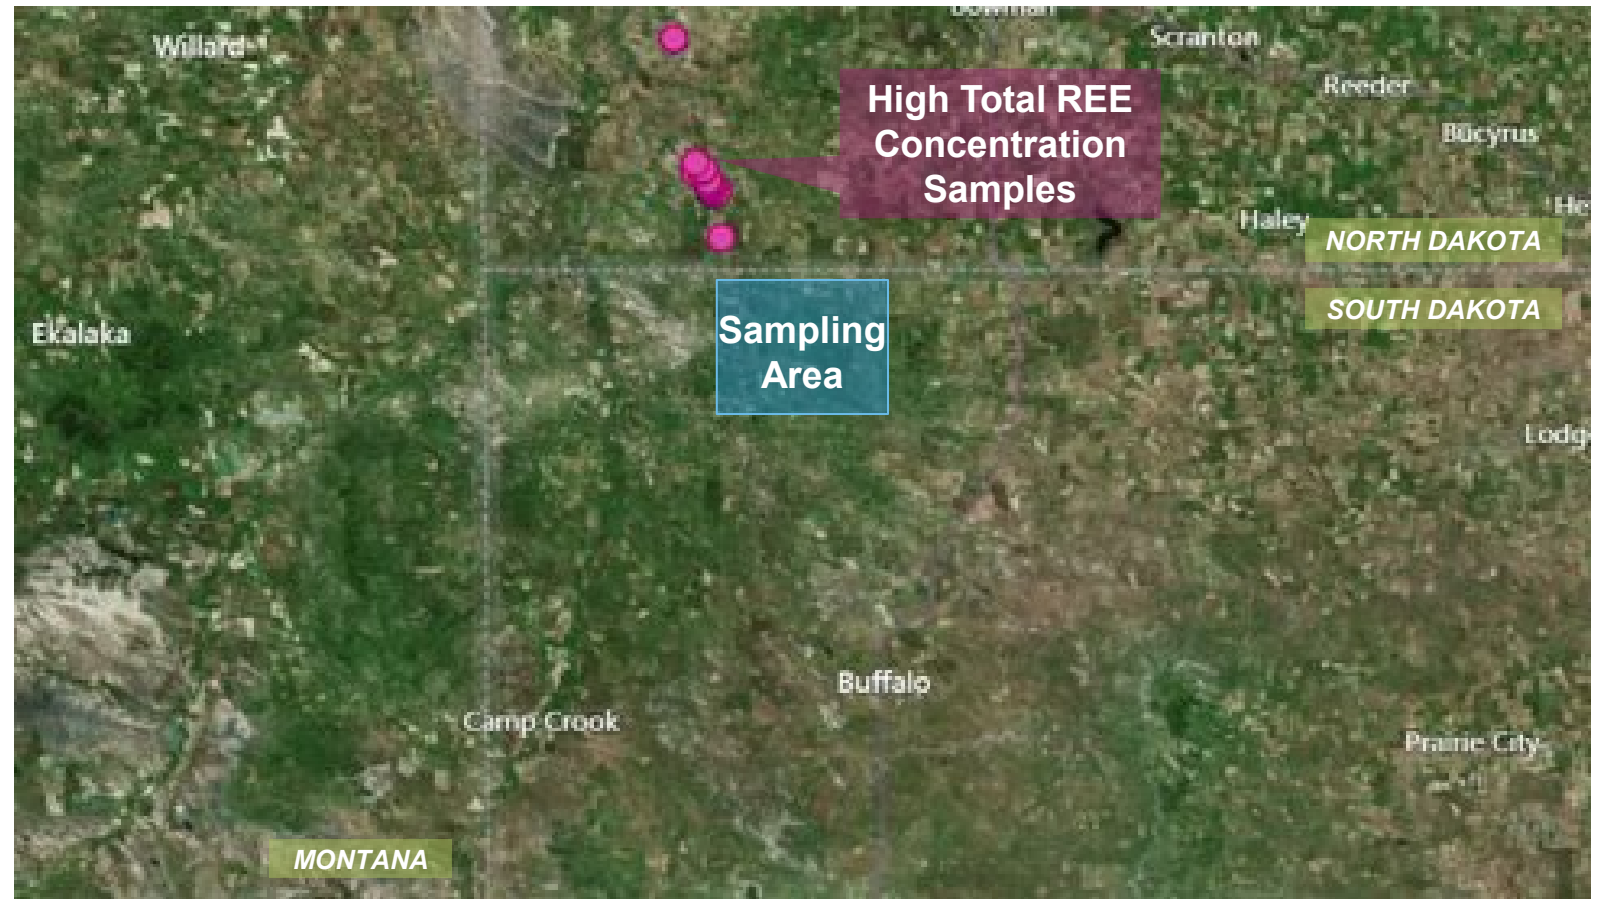 Bowman
Willard
Scranton
Reeder
High Total REE
Concentration
Samples
Bucyrus
Haley
NORTH DAKOTA
SOUTH DAKOTA
Ekalaka
Sampling
Area
Buffalo
Camp Crook
Prairie City
MONTANA